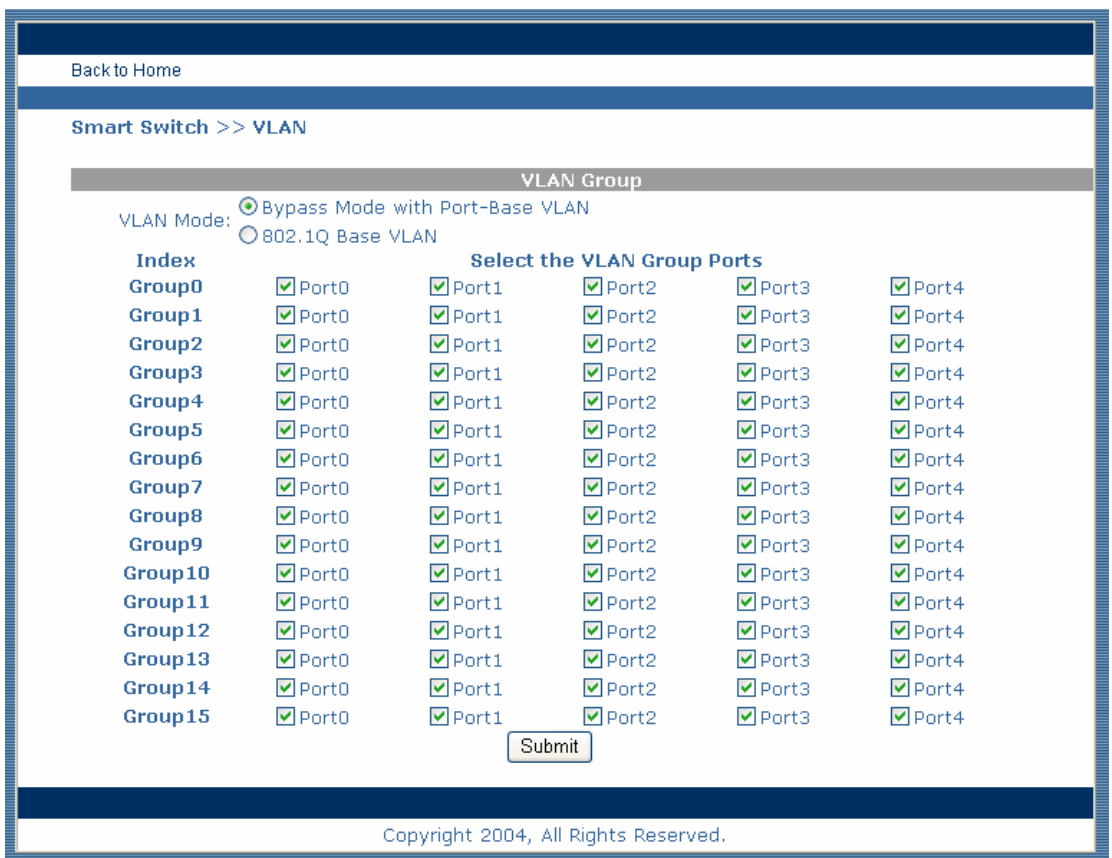 Back to Home
Smart Switch >> VLAN
VLAN Group
VLAN Mode: Bypass Mode with Port-Base VLAN
802.1Q Base VLAN
Index Select the VLAN Group Ports
Group0 Port0 Port1 Port2 Port3 Port4
Group1 Port0 Port1 Port2 Port3 Port4
Group2 Port0 Port1 Port2 Port3 Port4
Group3 Port0 Port1 Port2 Port3 Port4
Group4 Port0 Port1 Port2 Port3 Port4
Group5 Port0 Port1 Port2 Port3 Port4
Group6 Port0 Port1 Port2 Port3 Port4
Group7 Port0 Port1 Port2 Port3 Port4
Group8 Port0 Port1 Port2 Port3 Port4
Group9 Port0 Port1 Port2 Port3 Port4
Group10 Port0 Port1 Port2 Port3 Port4
Group11 Port0 Port1 Port2 Port3 Port4
Group12 Port0 Port1 Port2 Port3 Port4
Group13 Port0 Port1 Port2 Port3 Port4
Group14 Port0 Port1 Port2 Port3 Port4
Group15 Port0 Port1 Port2 Port3 Port4
Submit
Copyright 2004, All Rights Reserved.